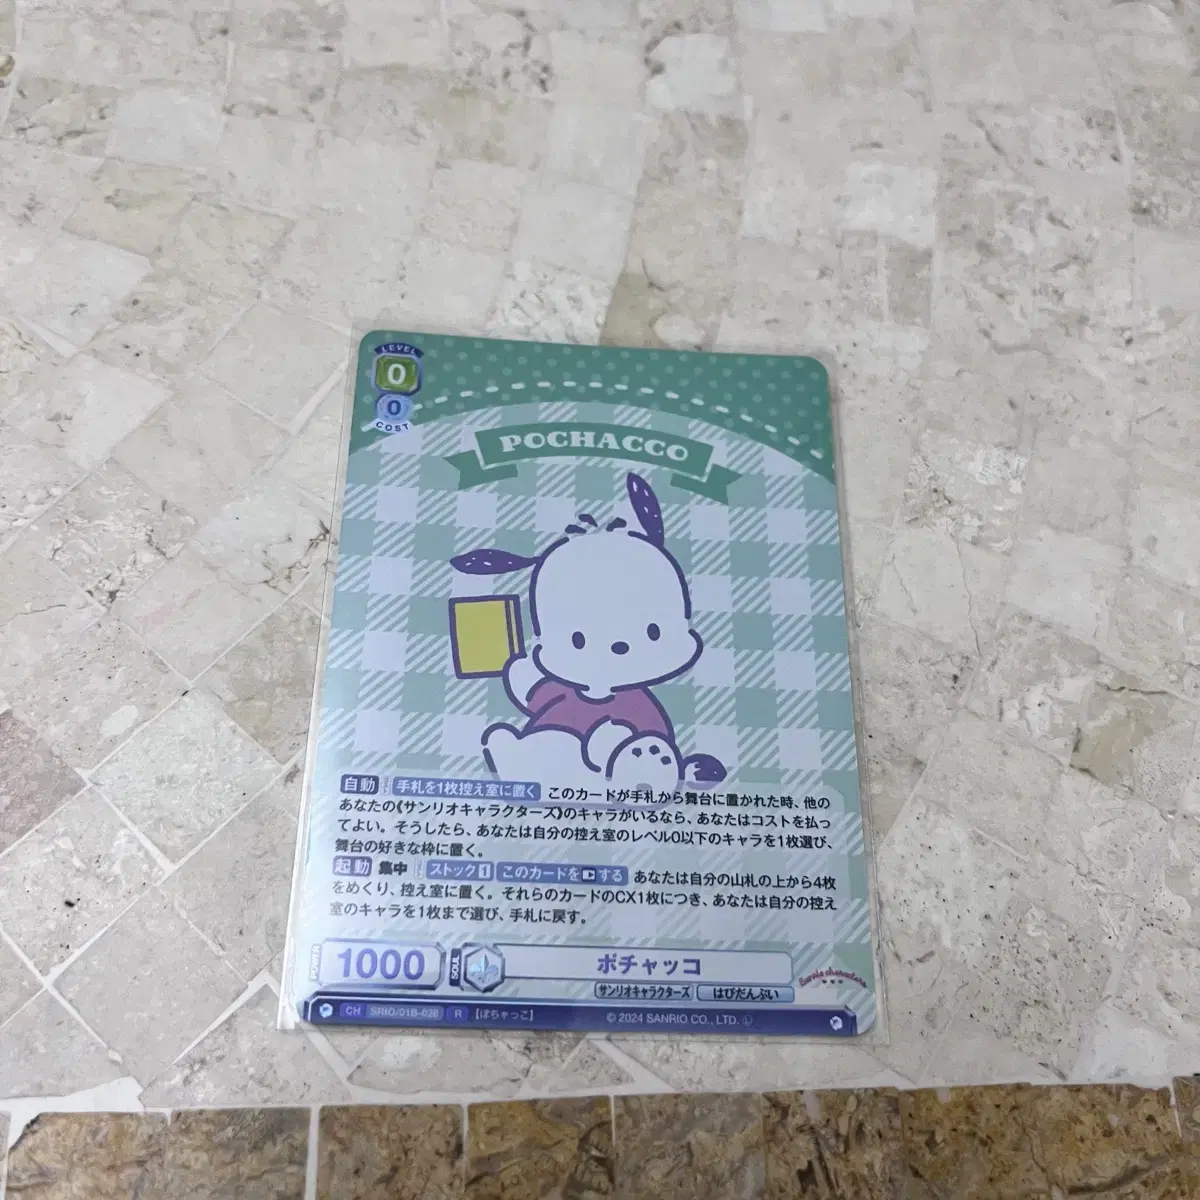 LEVEL
0
0
COST
POCHACCO
自動 手札を1枚控え室に置く このカードが手札から舞台に置かれた時、他の
あなたの《サンリオキャラクターズ》のキャラがいるなら、あなたはコストを払っ
てよい。そうしたら、あなたは自分の控え室のレベル0以下のキャラを1枚選び、
舞台の好きな枠に置く。
起動 集中 ストック1 このカードを する あなたは自分の山札の上から4枚
をめくり、控え室に置く。それらのカードのCX1枚につき、あなたは自分の控え
室のキャラを1枚まで選び、手札に戻す。
POWER 1000 SOUL ポチャッコ
サンリオキャラクターズ はぴだんぶい
CH SRIO/01B-028 R 【ぽちゃっこ】 © 2024 SANRIO CO., LTD. Ⓛ